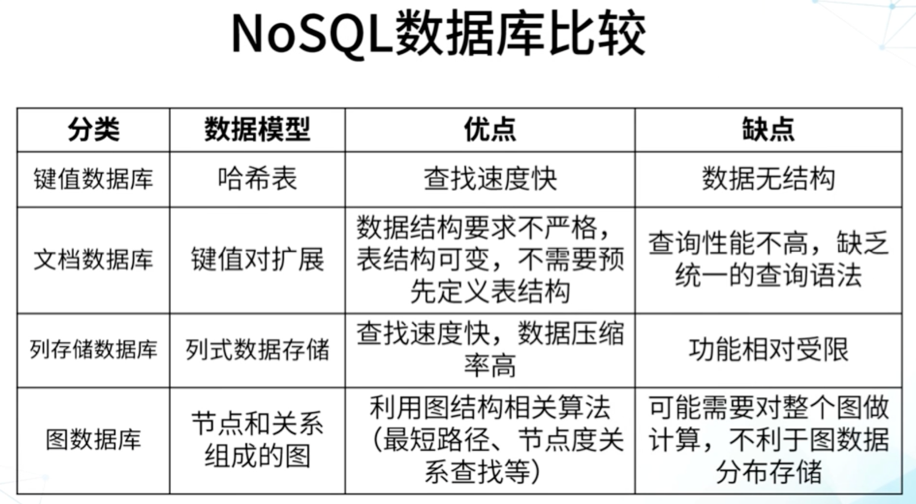 NoSQL数据库比较
分类 数据模型 优点 缺点
键值数据库 哈希表 查找速度快 数据无结构
文档数据库 键值对扩展 数据结构要求不严格，
表结构可变，不需要预
先定义表结构 查询性能不高，缺乏
统一的查询语法
列存储数据库 列式数据存储 查找速度快，数据压缩
率高 功能相对受限
图数据库 节点和关系
组成的图 利用图结构相关算法
（最短路径、节点度关
系查找等） 可能需要对整个图做
计算，不利于图数据
分布存储